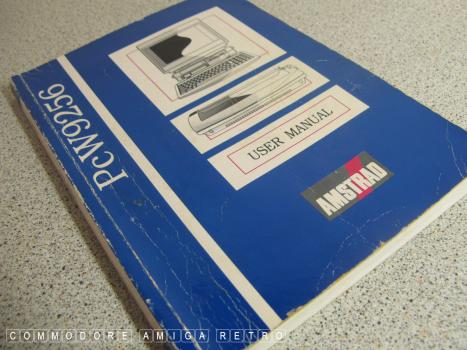 PcW9256
USER MANUAL
AMSTRAD
COMMODORE AMIGA RETRO